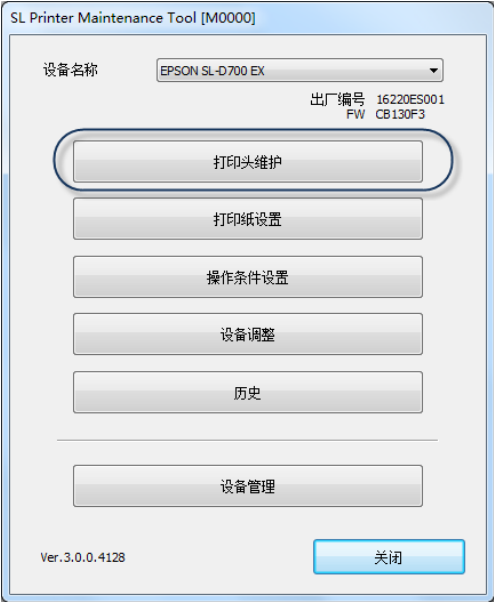 SL Printer Maintenance Tool [M0000]
设备名称
EPSON SL-D700 EX
出厂编号 16220ES001
FW CB130F3
打印头维护
打印纸设置
操作条件设置
设备调整
历史
设备管理
Ver.3.0.0.4128
关闭